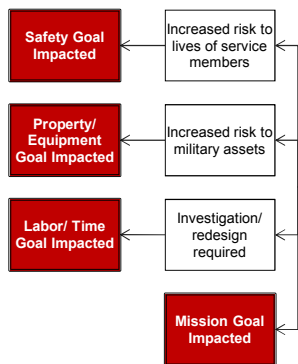 Safety Goal
Impacted
Increased risk to
lives of service
members
Property/
Equipment
Goal Impacted
Increased risk to
military assets
Labor/ Time
Goal Impacted
Investigation/
redesign
required
Mission Goal
Impacted